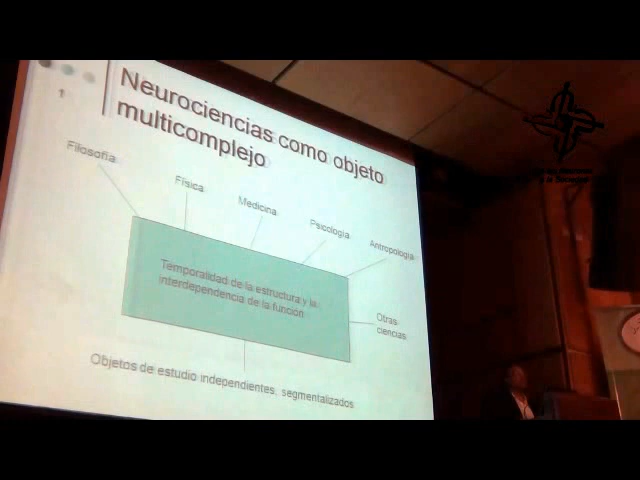 1
Neurociencias como objeto
multicomplejo
Filosofía
Física
Medicina
Psicología
Antropología
Temporalidad de la estructura y la
interdependencia de la función
Otras
ciencias
Objetos de estudio independientes, segmentalizados